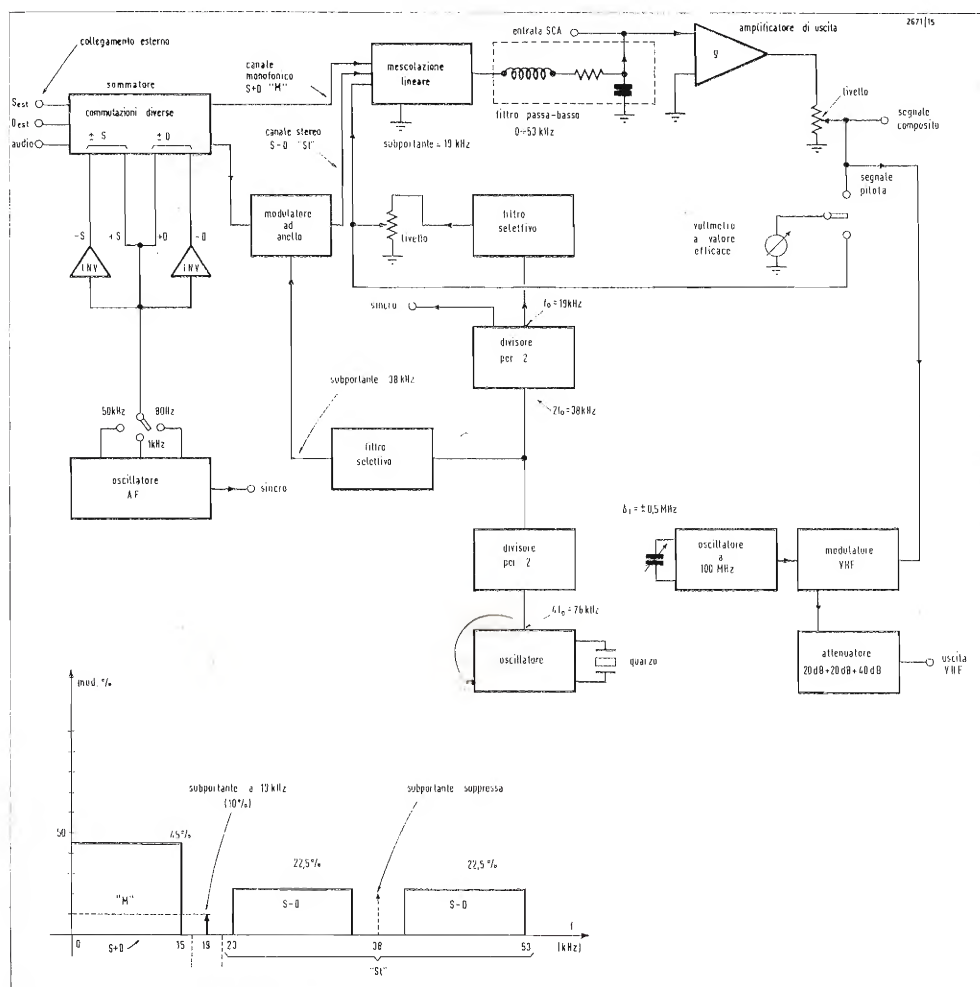 2671|15
collegamento esterno
sommatore
S est
D est
audio
commutazioni diverse
± S
± D
-S
+S
+D
-D
INV
INV
50kHz
80Hz
1kHz
oscillatore
A F
sincro
canale
monofonico
S+D "M"
canale
stereo
S-D "St"
mescolazione
lineare
entrata SCA
filtro passa-basso
0~53 kHz
subportante = 19 kHz
amplificatore di uscita
g
livello
segnale
composito
segnale
pilota
voltmetro
a valore
efficace
modulatore
ad
anello
livello
filtro
selettivo
sincro
f₀ = 19kHz
divisore
per 2
2f₀ = 38kHz
subportante 38 kHz
filtro
selettivo
divisore
per 2
4f₀ = 76 kHz
oscillatore
quarzo
± 0,5 MHz
oscillatore
a
100 MHz
modulatore
VHF
attenuatore
20dB+20dB+40dB
uscita
VHF
mod. %
50
45%
"M"
S+D
subportante a 19 kHz
(10%)
22,5%
S-D
subportante soppressa
22,5%
S-D
f
(kHz)
0
15
19
23
38
53
"St"